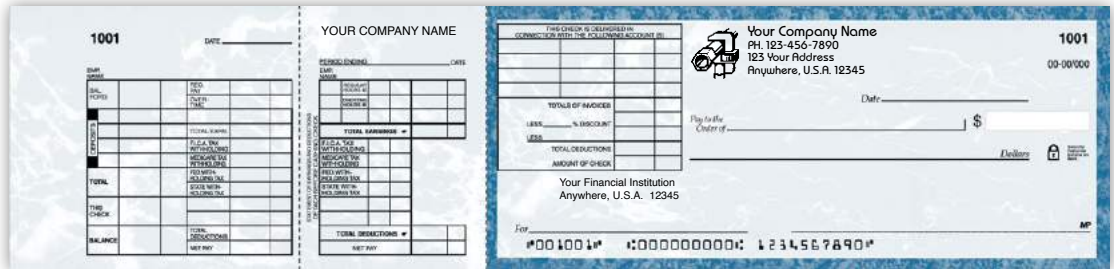 1001
DATE
EMP. NAME
BAL. FOR'D
REG. PAY
OVER-TIME
DEPOSITS
TOTAL EARN.
F.I.C.A. TAX WITHHOLDING
MEDICARE TAX WITHHOLDING
TOTAL
FED WITH-HOLDING TAX
STATE WITH-HOLDING TAX
THIS CHECK
BALANCE
TOTAL DEDUCTIONS
NET PAY
YOUR COMPANY NAME
PERIOD ENDING
DATE
EMP. NAME
TOTAL EARNINGS
F.I.C.A. TAX WITHHOLDING
MEDICARE TAX WITHHOLDING
FED WITH-HOLDING TAX
STATE WITH-HOLDING TAX
TOTAL DEDUCTIONS
NET PAY
THIS CHECK IS DELIVERED IN
CONNECTION WITH THE FOLLOWING ACCOUNT (S)
TOTALS OF INVOICES
LESS % DISCOUNT
LESS
TOTAL DEDUCTIONS
AMOUNT OF CHECK
Your Company Name
PH. 123-456-7890
123 Your Address
Anywhere, U.S.A. 12345
1001
00-00/000
Date
Pay to the
Order of
$
Dollars
Your Financial Institution
Anywhere, U.S.A. 12345
For
MP
⑈001001⑈ ⑆000000000⑆ 1234567890⑈